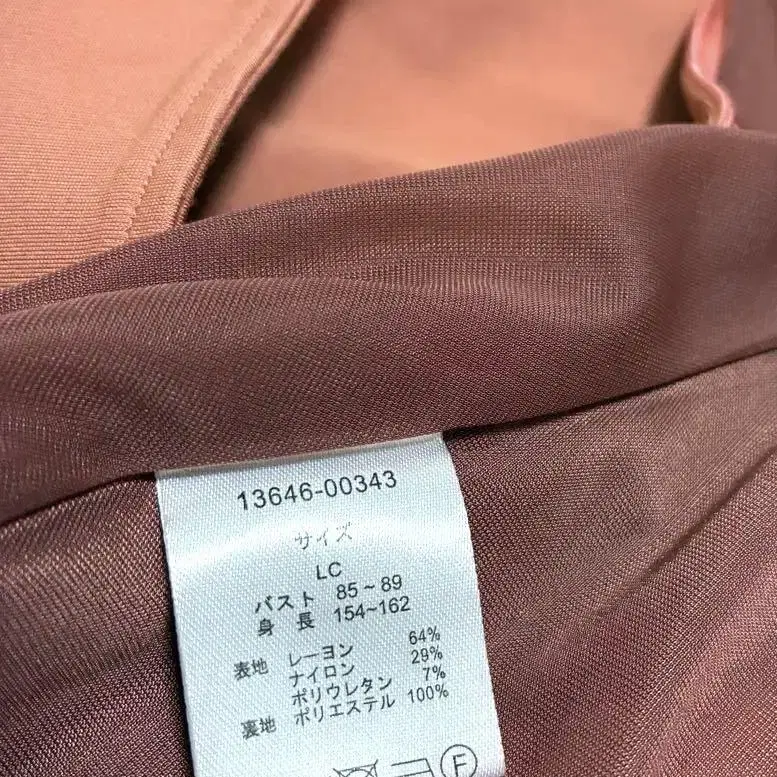 13646-00343
サイズ
LC
バスト 85~89
身長 154~162
表地 レーヨン 64%
ナイロン 29%
ポリウレタン 7%
裏地 ポリエステル 100%
F